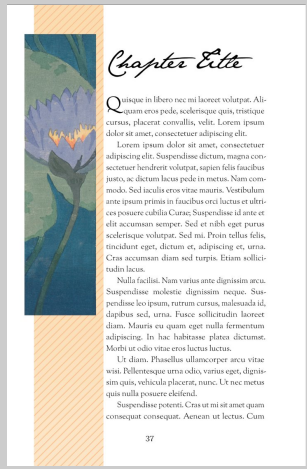 Chapter Title
Quisque in libero nec mi laoreet volutpat. Ali-
quam eros pede, scelerisque quis, tristique
cursus, placerat convallis, velit. Lorem ipsum
dolor sit amet, consectetuer adipiscing elit.
Lorem ipsum dolor sit amet, consectetuer
adipiscing elit. Suspendisse dictum, magna con-
sectetuer hendrerit volutpat, sapien felis faucibus
justo, ac dictum lacus pede in metus. Nam com-
modo. Sed iaculis eros vitae mauris. Vestibulum
ante ipsum primis in faucibus orci luctus et ultri-
ces posuere cubilia Curae; Suspendisse id ante et
elit accumsan semper. Sed et nibh eget purus
scelerisque volutpat. Sed mi. Proin tellus felis,
tincidunt eget, dictum et, adipiscing et, urna.
Cras accumsan diam sed turpis. Etiam sollici-
tudin lacus.
Nulla facilisi. Nam varius ante dignissim arcu.
Suspendisse molestie dignissim neque. Sus-
pendisse leo ipsum, rutrum cursus, malesuada id,
dapibus sed, urna. Fusce sollicitudin laoreet
diam. Mauris eu quam eget nulla fermentum
adipiscing. In hac habitasse platea dictumst.
Morbi ut odio vitae eros luctus luctus.
Ut diam. Phasellus ullamcorper arcu vitae
wisi. Pellentesque urna odio, varius eget, dignis-
sim quis, vehicula placerat, nunc. Ut nec metus
quis nulla posuere eleifend.
Suspendisse potenti. Cras ut mi sit amet quam
consequat consequat. Aenean ut lectus. Cum
37